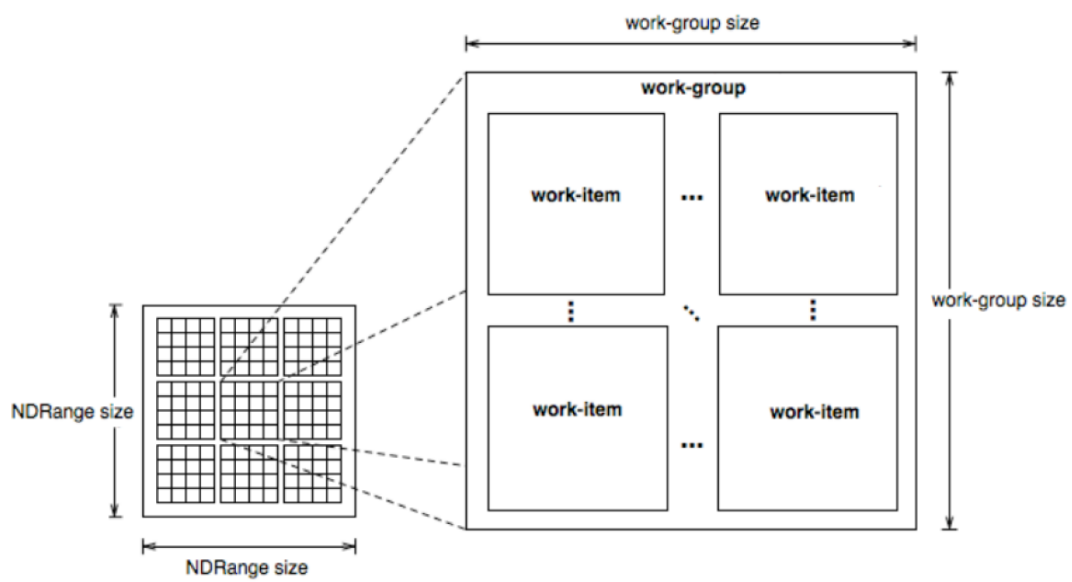 work-group size
work-group
work-item ... work-item
work-group size
work-item
work-item
...
NDRange size
NDRange size